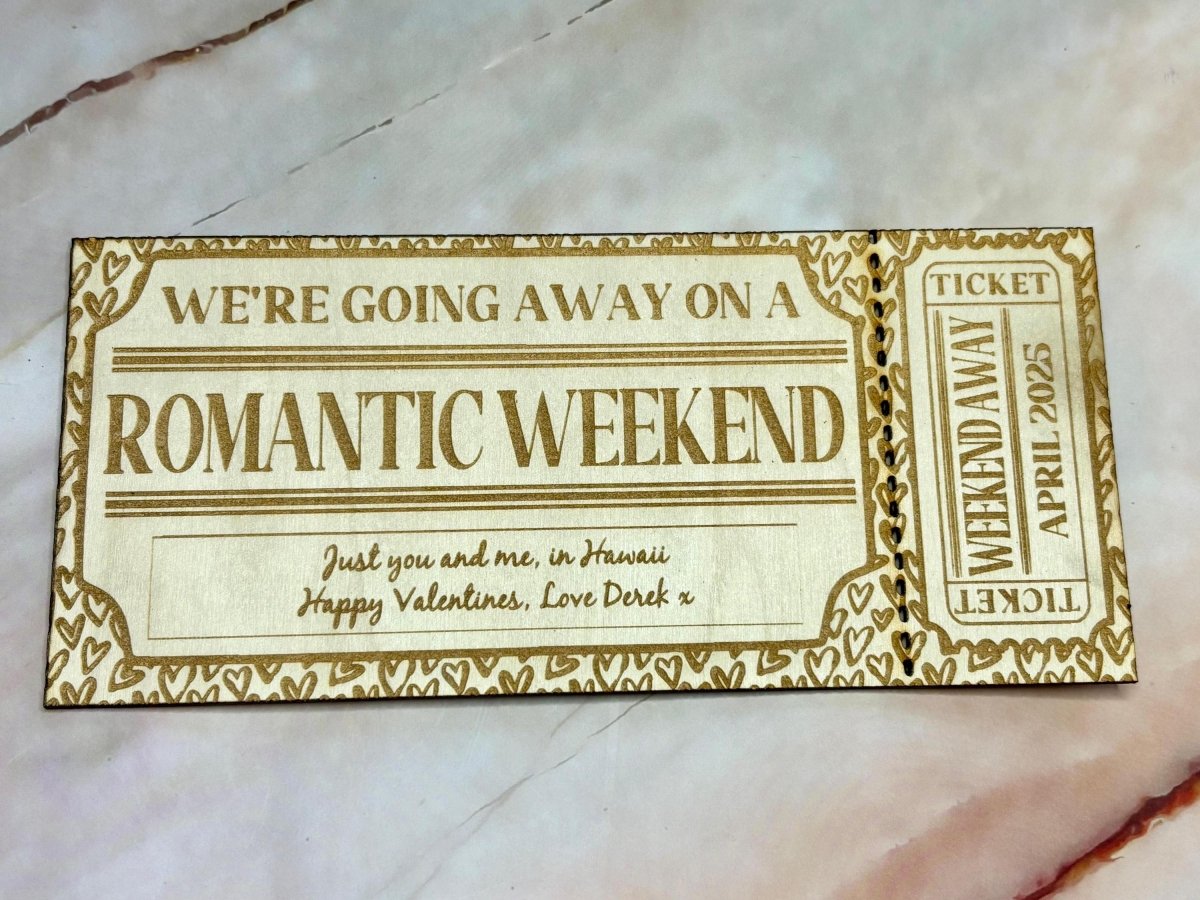 WE'RE GOING AWAY ON A
ROMANTIC WEEKEND
Just you and me, in Hawaii
Happy Valentines, Love Derek x
TICKET
WEEKEND AWAY
APRIL 2025
TICKET